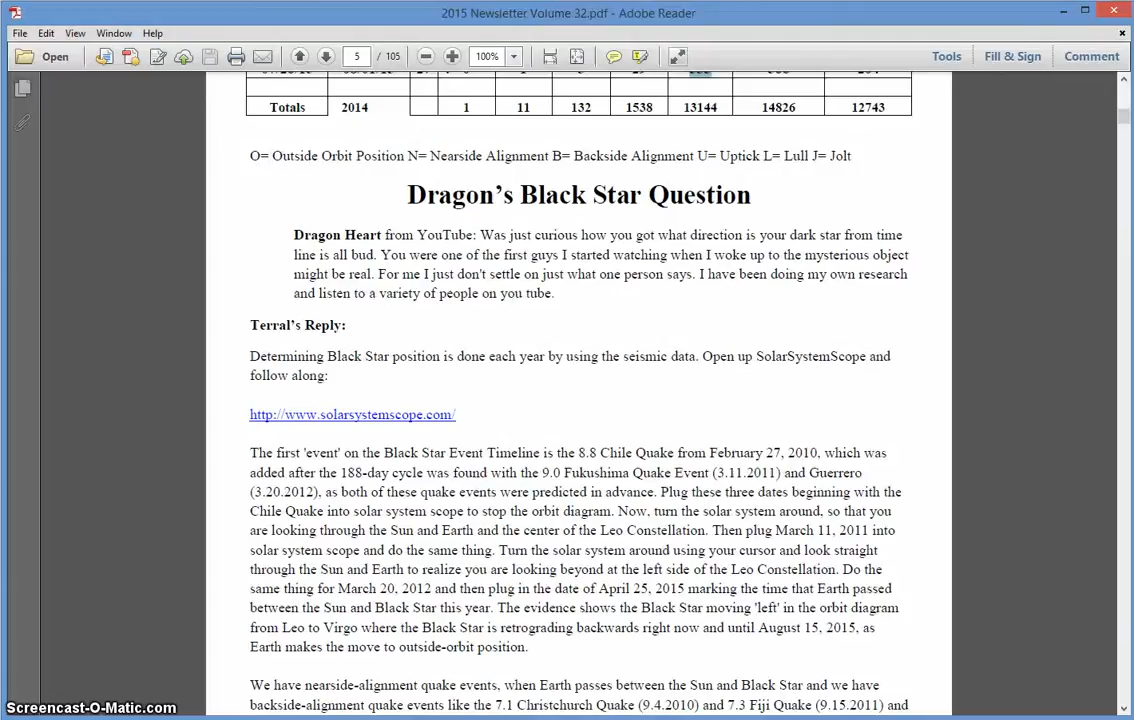 2015 Newsletter Volume 32.pdf - Adobe Reader
File Edit View Window Help
Open 5 / 105 100% Tools Fill & Sign Comment
Totals 2014 1 11 132 1538 13144 14826 12743
O= Outside Orbit Position N= Nearside Alignment B= Backside Alignment U= Uptick L= Lull J= Jolt
Dragon's Black Star Question
Dragon Heart from YouTube: Was just curious how you got what direction is your dark star from time
line is all bud. You were one of the first guys I started watching when I woke up to the mysterious object
might be real. For me I just don't settle on just what one person says. I have been doing my own research
and listen to a variety of people on you tube.
Terral's Reply:
Determining Black Star position is done each year by using the seismic data. Open up SolarSystemScope and
follow along:
http://www.solarsystemscope.com/
The first 'event' on the Black Star Event Timeline is the 8.8 Chile Quake from February 27, 2010, which was
added after the 188-day cycle was found with the 9.0 Fukushima Quake Event (3.11.2011) and Guerrero
(3.20.2012), as both of these quake events were predicted in advance. Plug these three dates beginning with the
Chile Quake into solar system scope to stop the orbit diagram. Now, turn the solar system around, so that you
are looking through the Sun and Earth and the center of the Leo Constellation. Then plug March 11, 2011 into
solar system scope and do the same thing. Turn the solar system around using your cursor and look straight
through the Sun and Earth to realize you are looking beyond at the left side of the Leo Constellation. Do the
same thing for March 20, 2012 and then plug in the date of April 25, 2015 marking the time that Earth passed
between the Sun and Black Star this year. The evidence shows the Black Star moving 'left' in the orbit diagram
from Leo to Virgo where the Black Star is retrograding backwards right now and until August 15, 2015, as
Earth makes the move to outside-orbit position.
We have nearside-alignment quake events, when Earth passes between the Sun and Black Star and we have
backside-alignment quake events like the 7.1 Christchurch Quake (9.4.2010) and 7.3 Fiji Quake (9.15.2011) and
Screencast-O-Matic.com